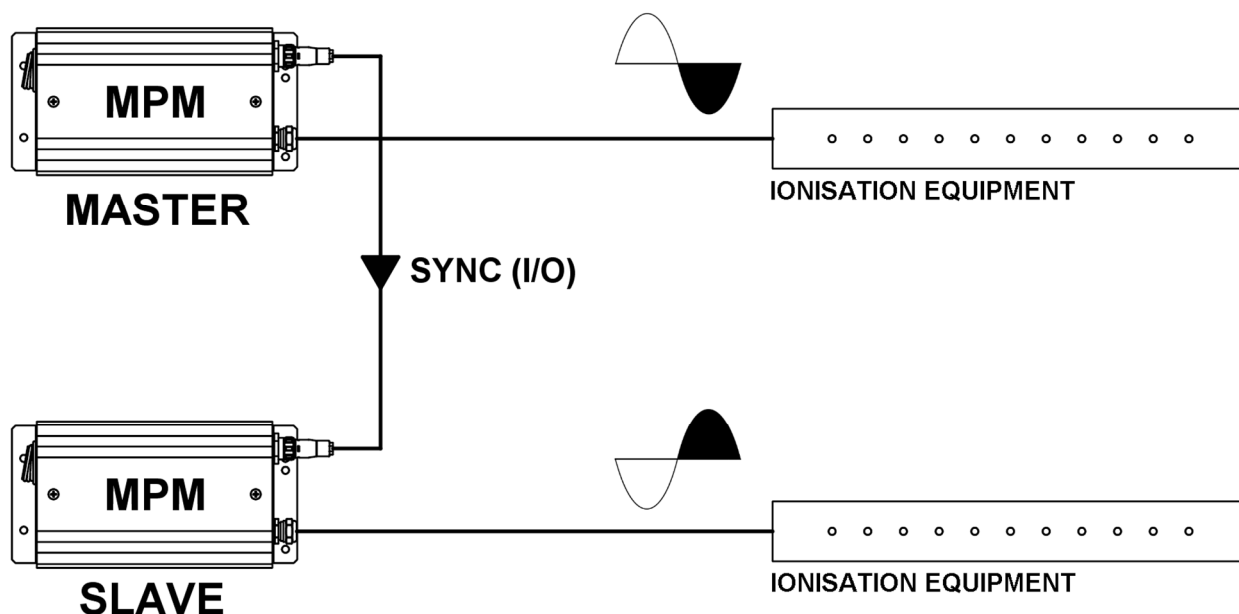 MPM
MASTER
IONISATION EQUIPMENT
SYNC (I/O)
MPM
SLAVE
IONISATION EQUIPMENT